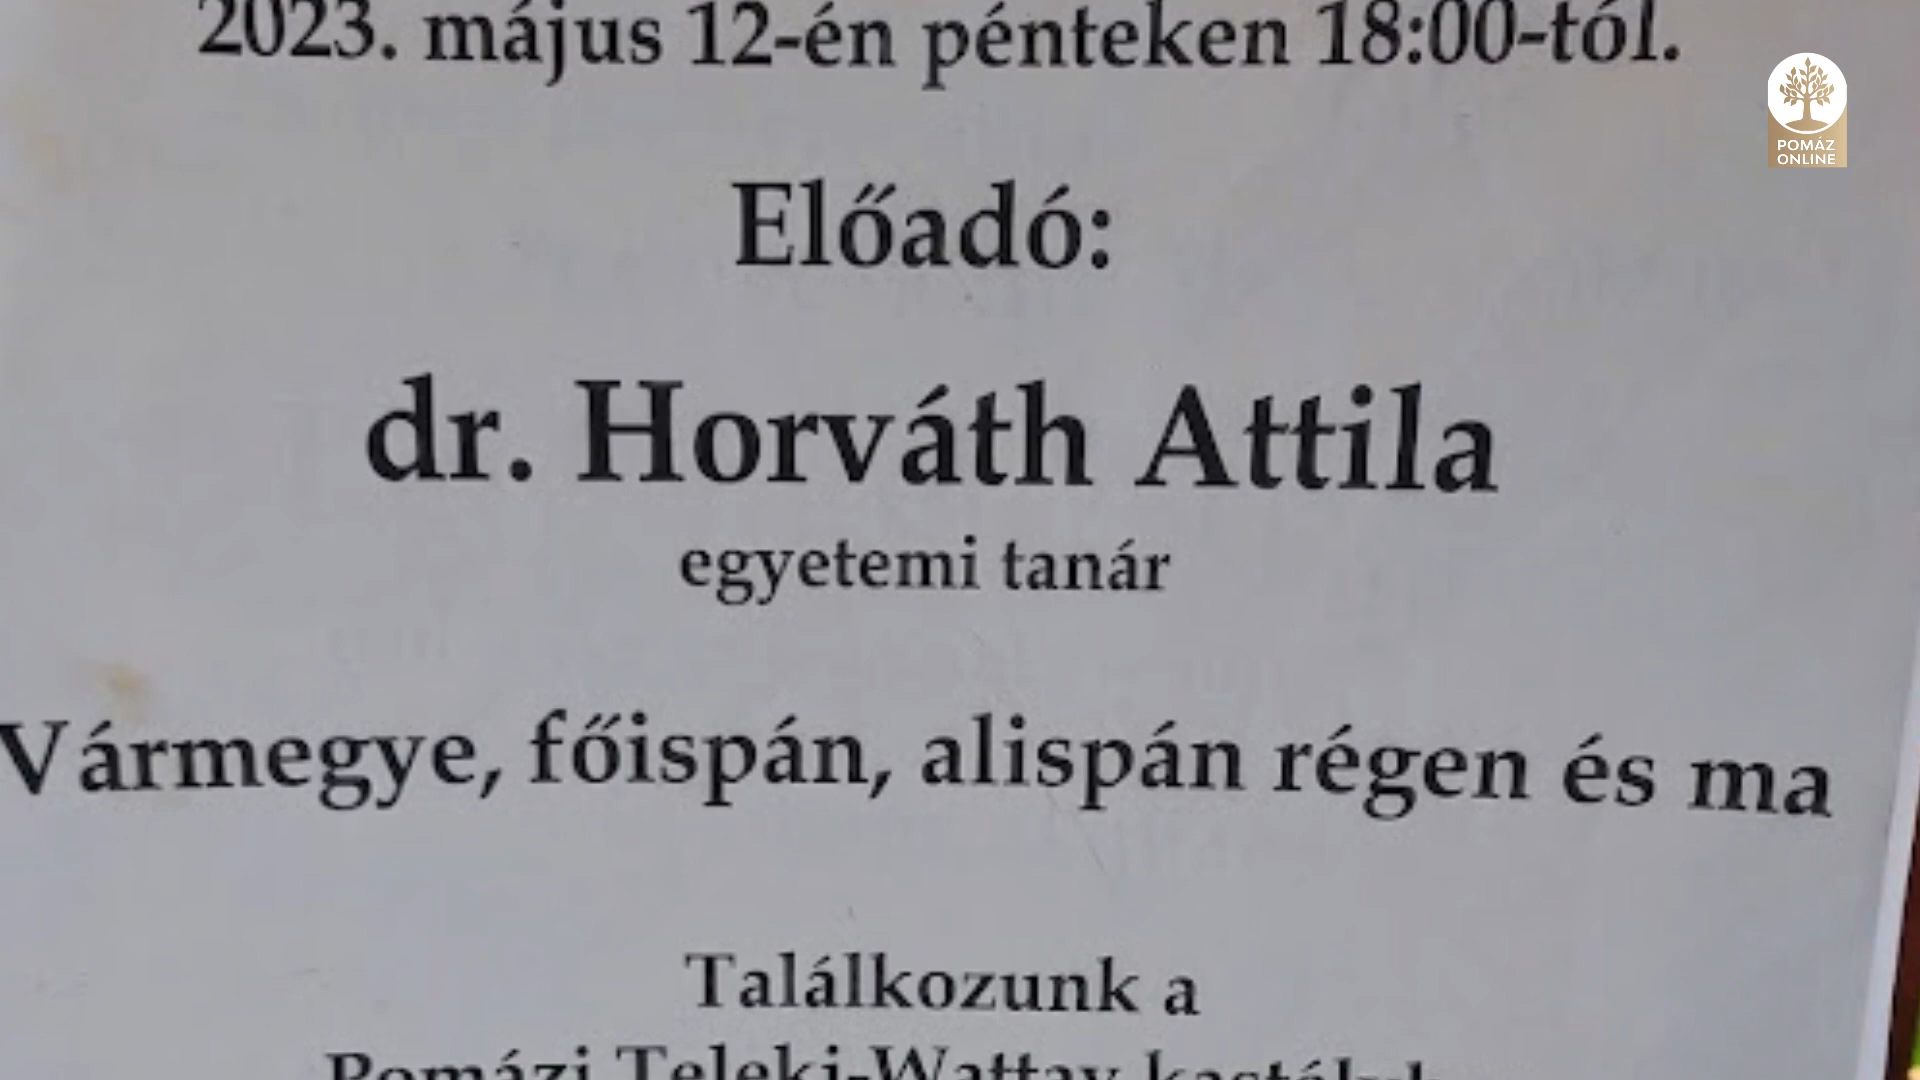 2023. május 12-én pénteken 18:00-tól.
POMÁZ
ONLINE
Előadó:
dr. Horváth Attila
egyetemi tanár
Vármegye, főispán, alispán régen és ma
Találkozunk a
Pomázi Teleki-Wattay